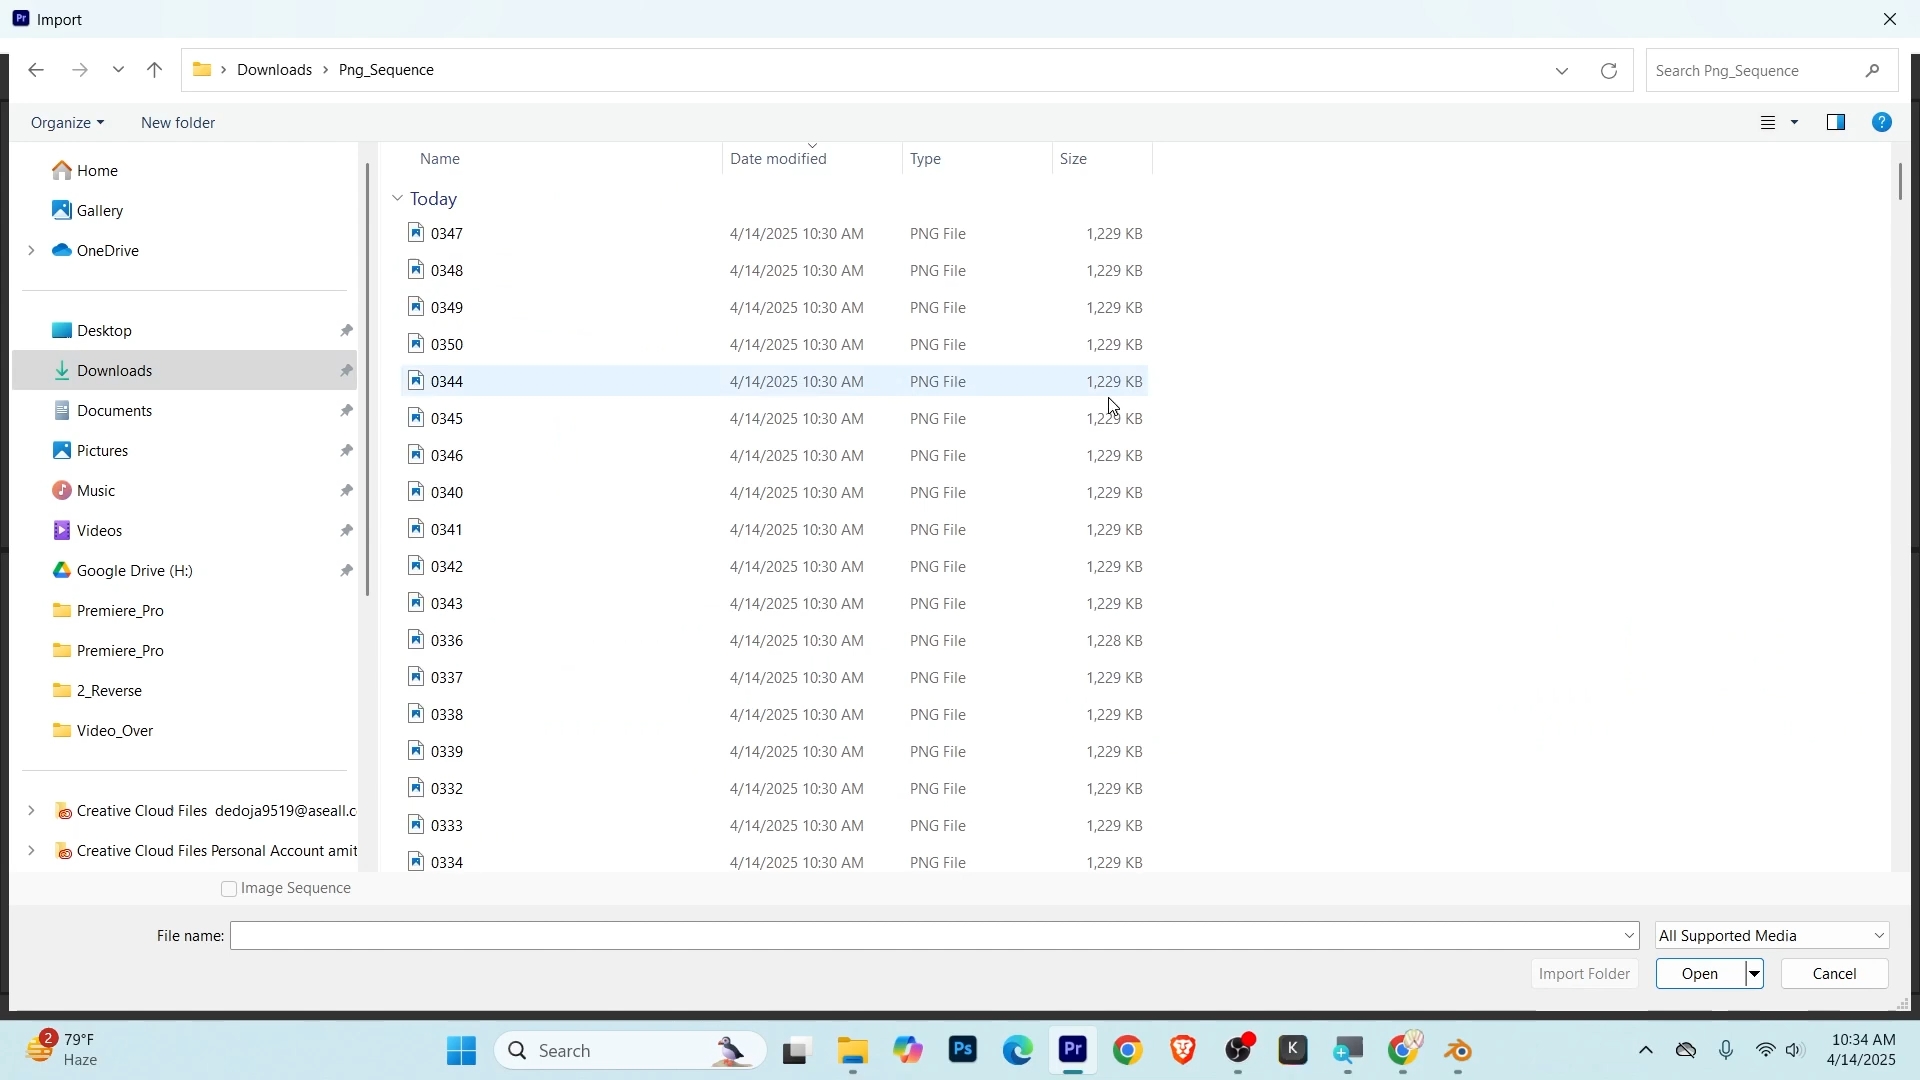 Pr Import
Downloads > Png_Sequence
Search Png_Sequence
Organize
New folder
Name
Date modified
Type
Size
Home
Gallery
OneDrive
Desktop
Downloads
Documents
Pictures
Music
Videos
Google Drive (H:)
Premiere_Pro
Premiere_Pro
2_Reverse
Video_Over
Creative Cloud Files dedoja9519@aseall.c
Creative Cloud Files Personal Account amit
Today
0347 4/14/2025 10:30 AM PNG File 1,229 KB
0348 4/14/2025 10:30 AM PNG File 1,229 KB
0349 4/14/2025 10:30 AM PNG File 1,229 KB
0350 4/14/2025 10:30 AM PNG File 1,229 KB
0344 4/14/2025 10:30 AM PNG File 1,229 KB
0345 4/14/2025 10:30 AM PNG File 1,229 KB
0346 4/14/2025 10:30 AM PNG File 1,229 KB
0340 4/14/2025 10:30 AM PNG File 1,229 KB
0341 4/14/2025 10:30 AM PNG File 1,229 KB
0342 4/14/2025 10:30 AM PNG File 1,229 KB
0343 4/14/2025 10:30 AM PNG File 1,229 KB
0336 4/14/2025 10:30 AM PNG File 1,228 KB
0337 4/14/2025 10:30 AM PNG File 1,229 KB
0338 4/14/2025 10:30 AM PNG File 1,229 KB
0339 4/14/2025 10:30 AM PNG File 1,229 KB
0332 4/14/2025 10:30 AM PNG File 1,229 KB
0333 4/14/2025 10:30 AM PNG File 1,229 KB
0334 4/14/2025 10:30 AM PNG File 1,229 KB
Image Sequence
File name:
All Supported Media
Import Folder
Open
Cancel
2
79°F
Haze
Search
Ps
Pr
K
10:34 AM
4/14/2025